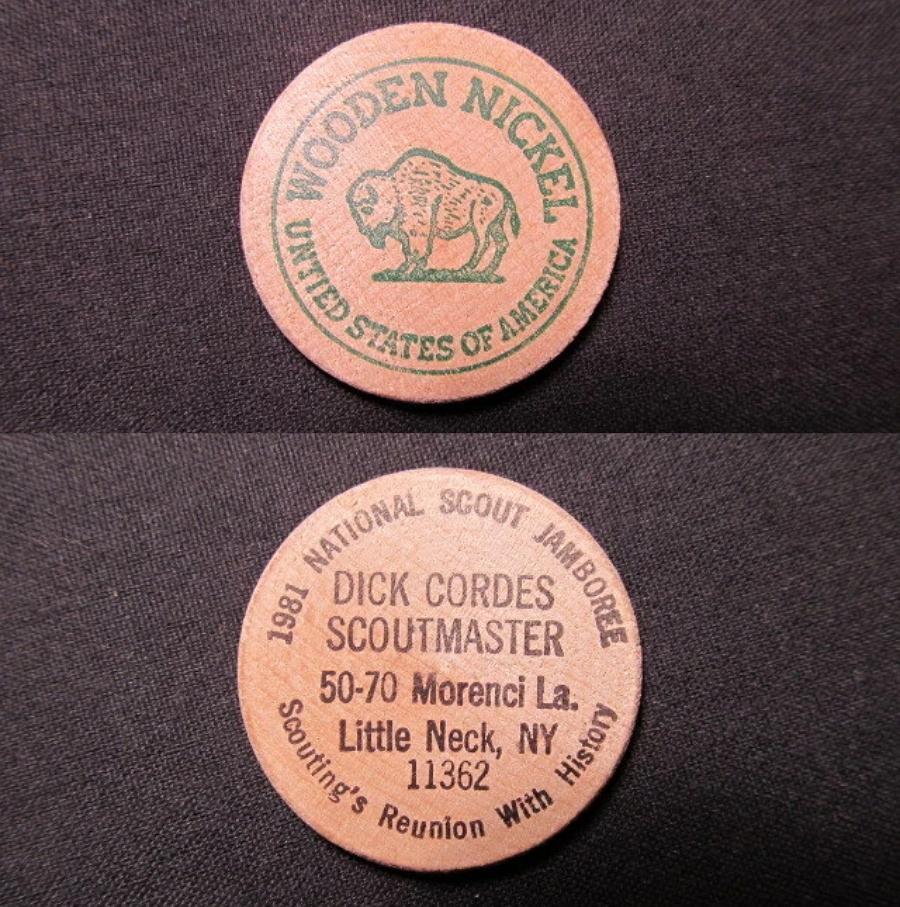 WOODEN NICKEL
UNTIED STATES OF AMERICA
1981 NATIONAL SCOUT JAMBOREE
DICK CORDES
SCOUTMASTER
50-70 Morenci La.
Little Neck, NY
11362
Scouting's Reunion With History